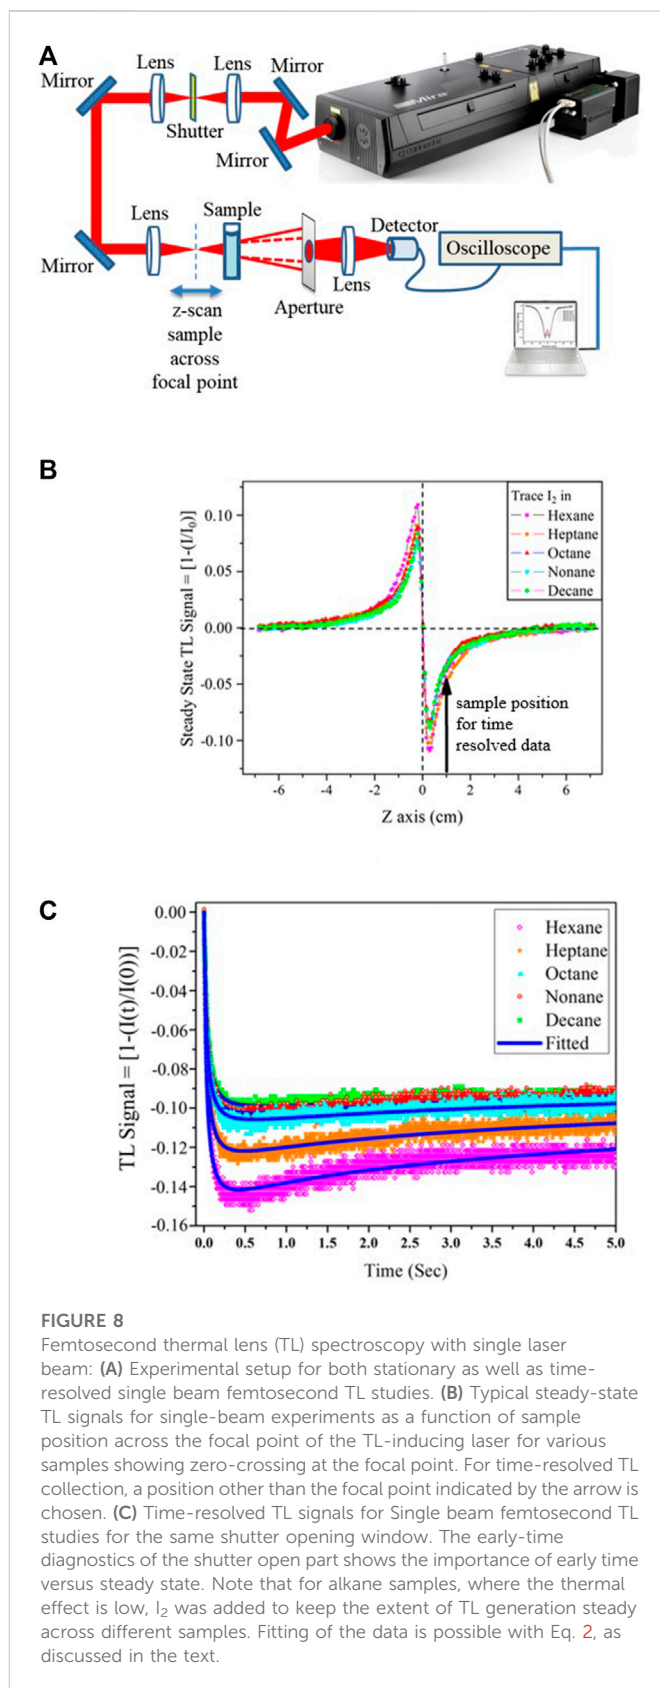 A
Mirror
Lens
Lens
Mirror
Shutter
Mirror
Mira
Lens
Sample
Detector
Mirror
Oscilloscope
Lens
Aperture
z-scan
sample
across
focal point
B
Steady State TL Signal = [1-(I/I₀)]
0.10
0.05
0.00
-0.05
-0.10
Trace I₂ in
Hexane
Heptane
Octane
Nonane
Decane
sample position
for time
resolved data
-6 -4 -2 0 2 4 6
Z axis (cm)
C
TL Signal = [1-(I(t)/I(0))]
0.00
-0.02
-0.04
-0.06
-0.08
-0.10
-0.12
-0.14
-0.16
Hexane
Heptane
Octane
Nonane
Decane
Fitted
0.0 0.5 1.0 1.5 2.0 2.5 3.0 3.5 4.0 4.5 5.0
Time (Sec)
FIGURE 8
Femtosecond thermal lens (TL) spectroscopy with single laser
beam: (A) Experimental setup for both stationary as well as time-
resolved single beam femtosecond TL studies. (B) Typical steady-state
TL signals for single-beam experiments as a function of sample
position across the focal point of the TL-inducing laser for various
samples showing zero-crossing at the focal point. For time-resolved TL
collection, a position other than the focal point indicated by the arrow is
chosen. (C) Time-resolved TL signals for Single beam femtosecond TL
studies for the same shutter opening window. The early-time
diagnostics of the shutter open part shows the importance of early time
versus steady state. Note that for alkane samples, where the thermal
effect is low, I₂ was added to keep the extent of TL generation steady
across different samples. Fitting of the data is possible with Eq. 2, as
discussed in the text.